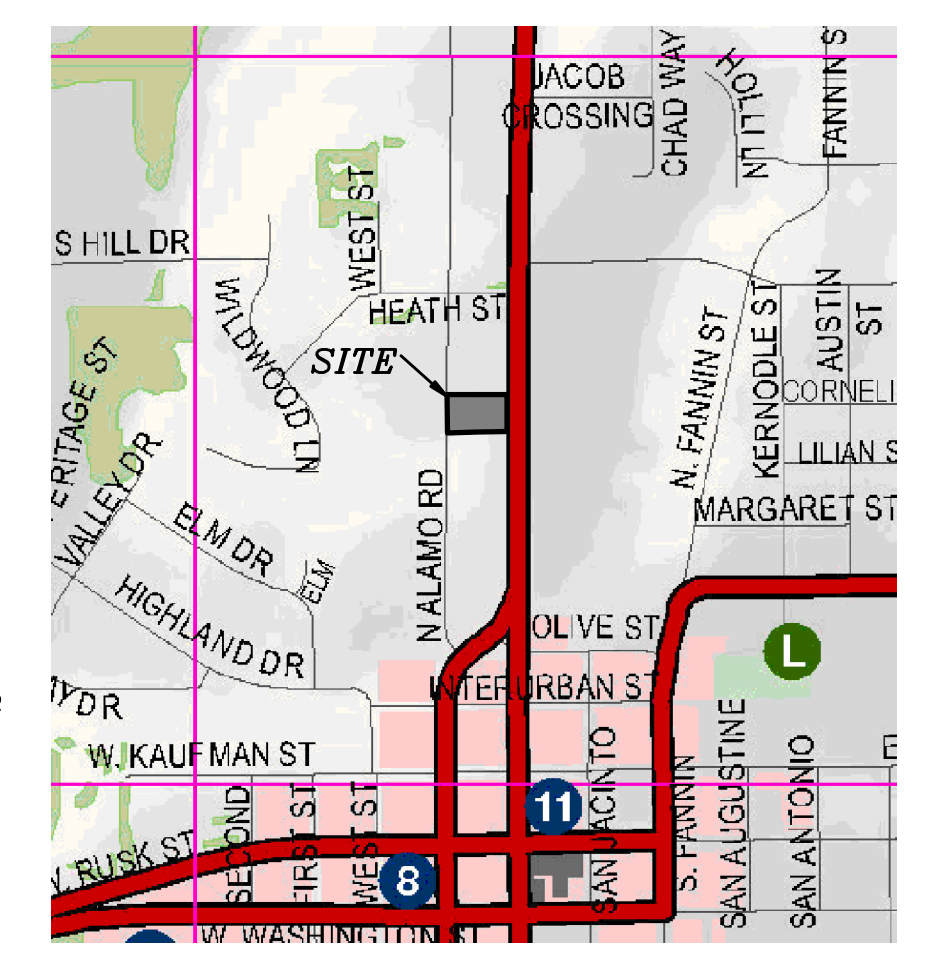 JACOB
CROSSING
CHAD WAY
HOLLI LN
FANNIN S
S HILL DR
WEST ST
WILDWOOD LN
HEATH ST
SITE
N. FANNIN ST
KERNODLE ST
AUSTIN
ST
CORNELI
LILIAN S
MARGARET ST
ERITAGE ST
VALLEY DR
ELM DR
ELM
N ALAMO RD
HIGHLAND DR
OLIVE ST
L
INTERURBAN ST
Y DR
W. KAUFMAN ST
SECOND
FIRST ST
WEST ST
11
SAN JACINTO
S. FANNIN
SAN AUGUSTINE
SAN ANTONIO
E
. RUSK ST
8
W. WASHINGTON ST